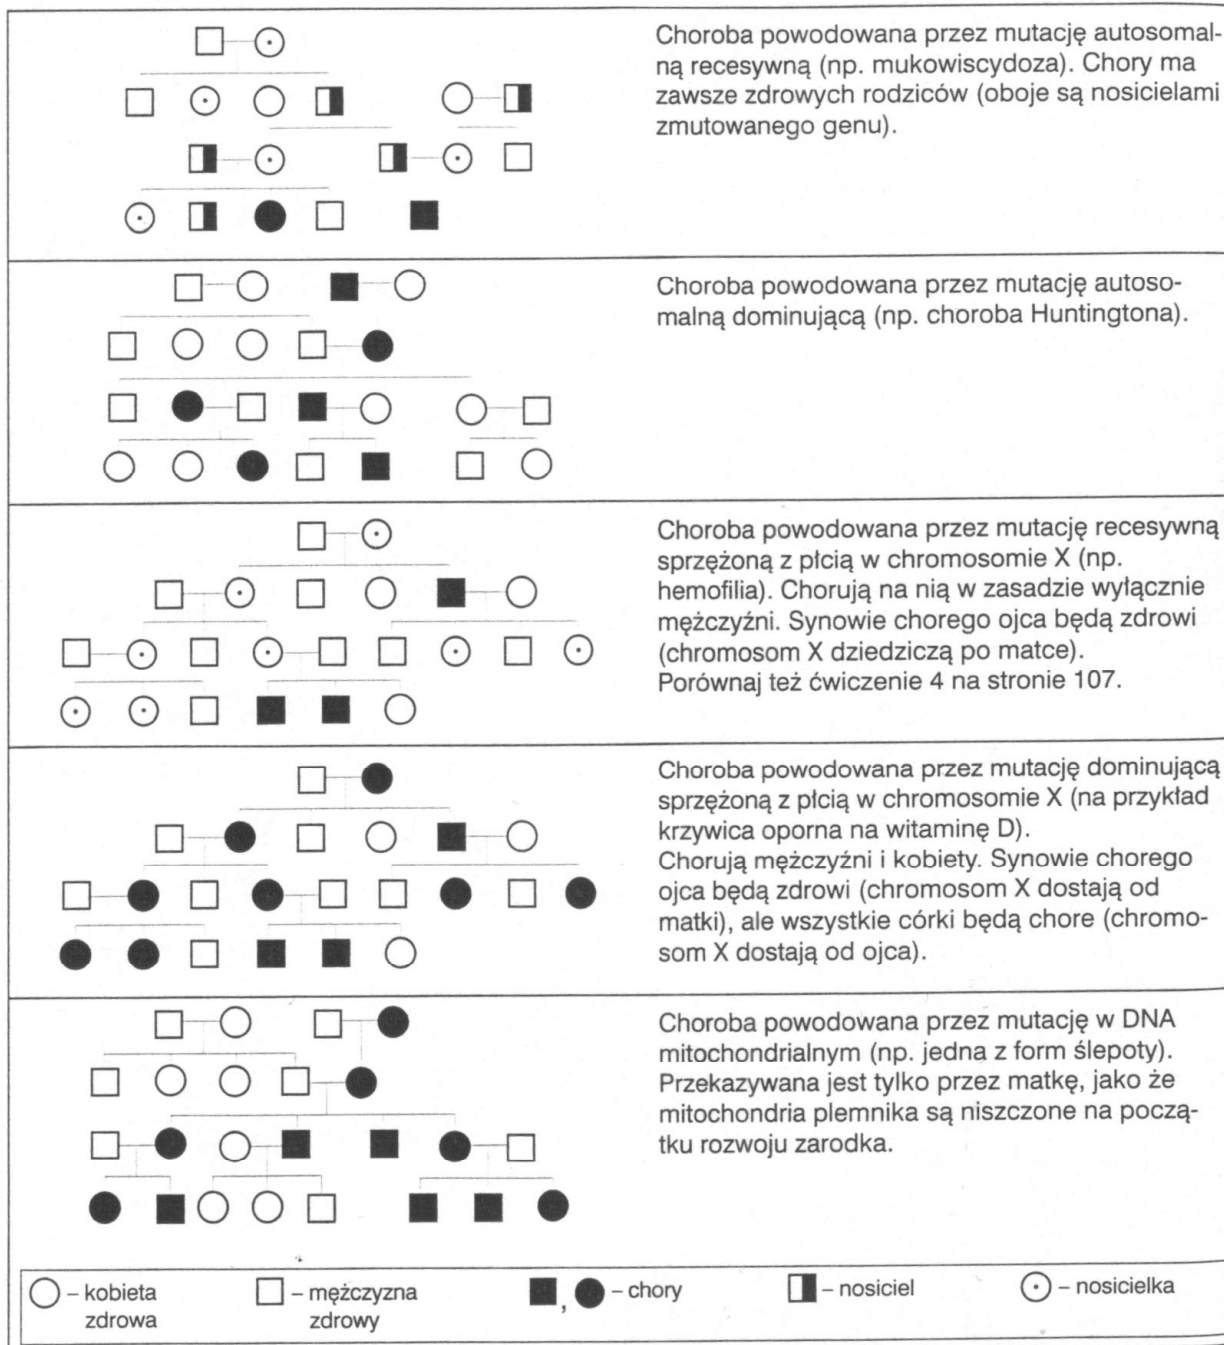 Choroba powodowana przez mutację autosomal-
ną recesywną (np. mukowiscydoza). Chory ma
zawsze zdrowych rodziców (oboje są nosicielami
zmutowanego genu).
Choroba powodowana przez mutację autoso-
malną dominującą (np. choroba Huntingtona).
Choroba powodowana przez mutację recesywną
sprzężoną z płcią w chromosomie X (np.
hemofilia). Chorują na nią w zasadzie wyłącznie
mężczyźni. Synowie chorego ojca będą zdrowi
(chromosom X dziedziczą po matce).
Porównaj też ćwiczenie 4 na stronie 107.
Choroba powodowana przez mutację dominującą
sprzężoną z płcią w chromosomie X (na przykład
krzywica oporna na witaminę D).
Chorują mężczyźni i kobiety. Synowie chorego
ojca będą zdrowi (chromosom X dostają od
matki), ale wszystkie córki będą chore (chromo-
som X dostają od ojca).
Choroba powodowana przez mutację w DNA
mitochondrialnym (np. jedna z form ślepoty).
Przekazywana jest tylko przez matkę, jako że
mitochondria plemnika są niszczone na począ-
tku rozwoju zarodka.
– kobieta
zdrowa
– mężczyzna
zdrowy
, – chory
– nosiciel
– nosicielka